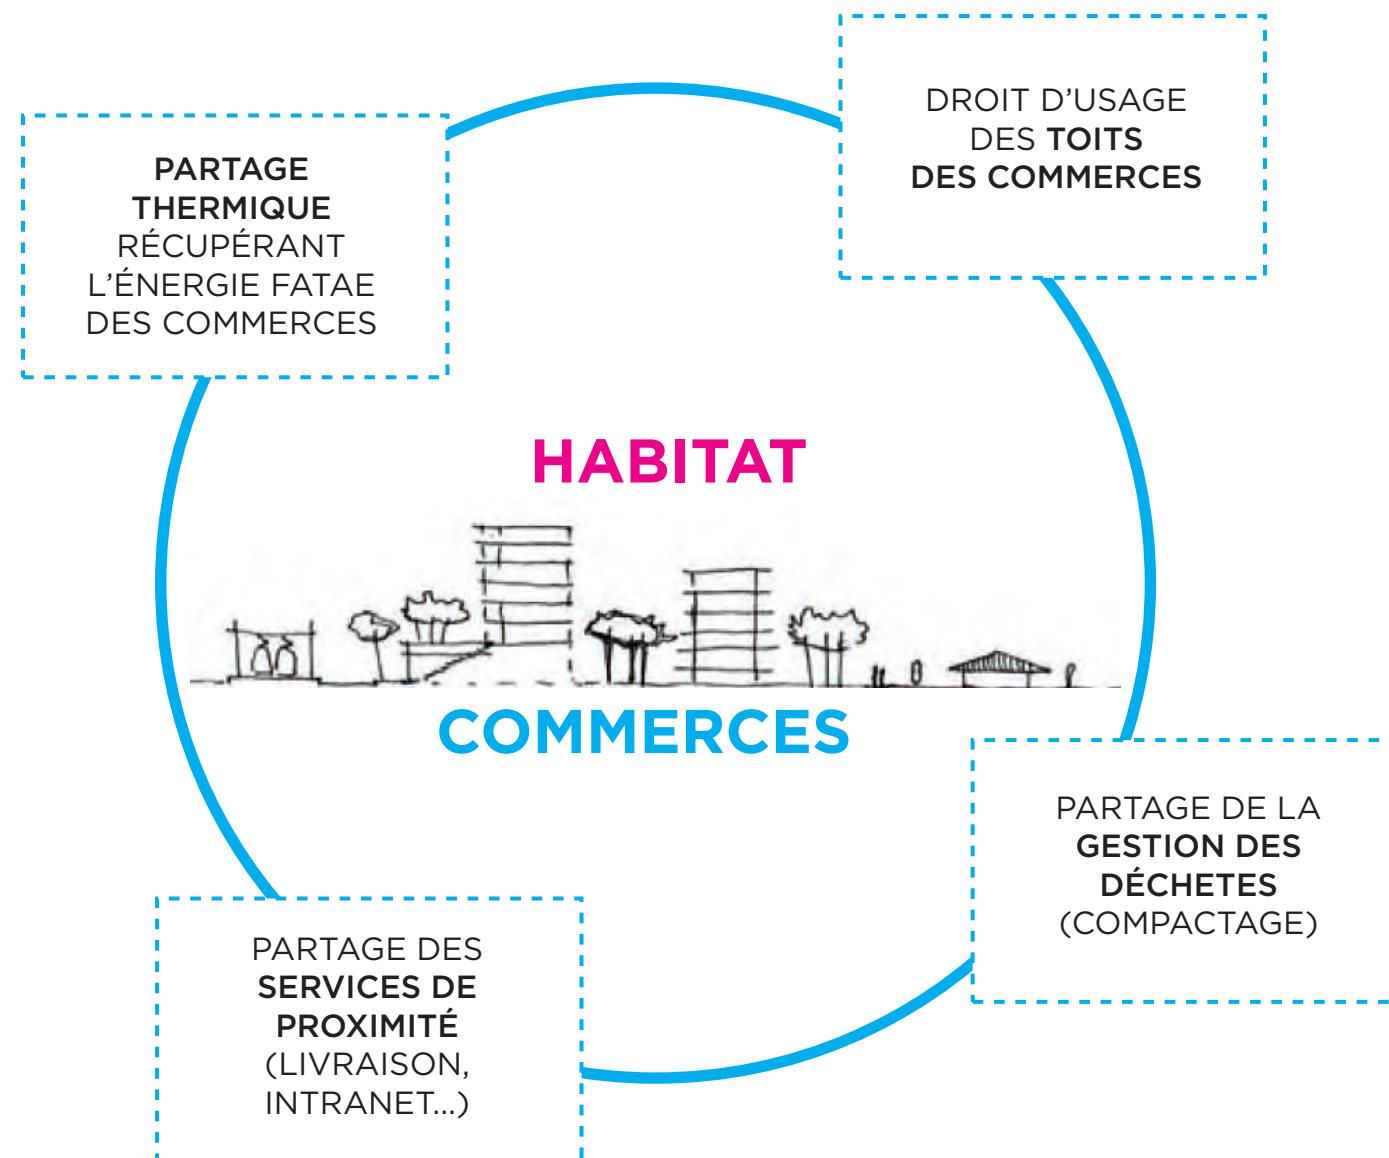 PARTAGE
THERMIQUE
RÉCUPÉRANT
L'ÉNERGIE FATAE
DES COMMERCES
DROIT D'USAGE
DES TOITS
DES COMMERCES
HABITAT
COMMERCES
PARTAGE DE LA
GESTION DES
DÉCHETES
(COMPACTAGE)
PARTAGE DES
SERVICES DE
PROXIMITÉ
(LIVRAISON,
INTRANET...)